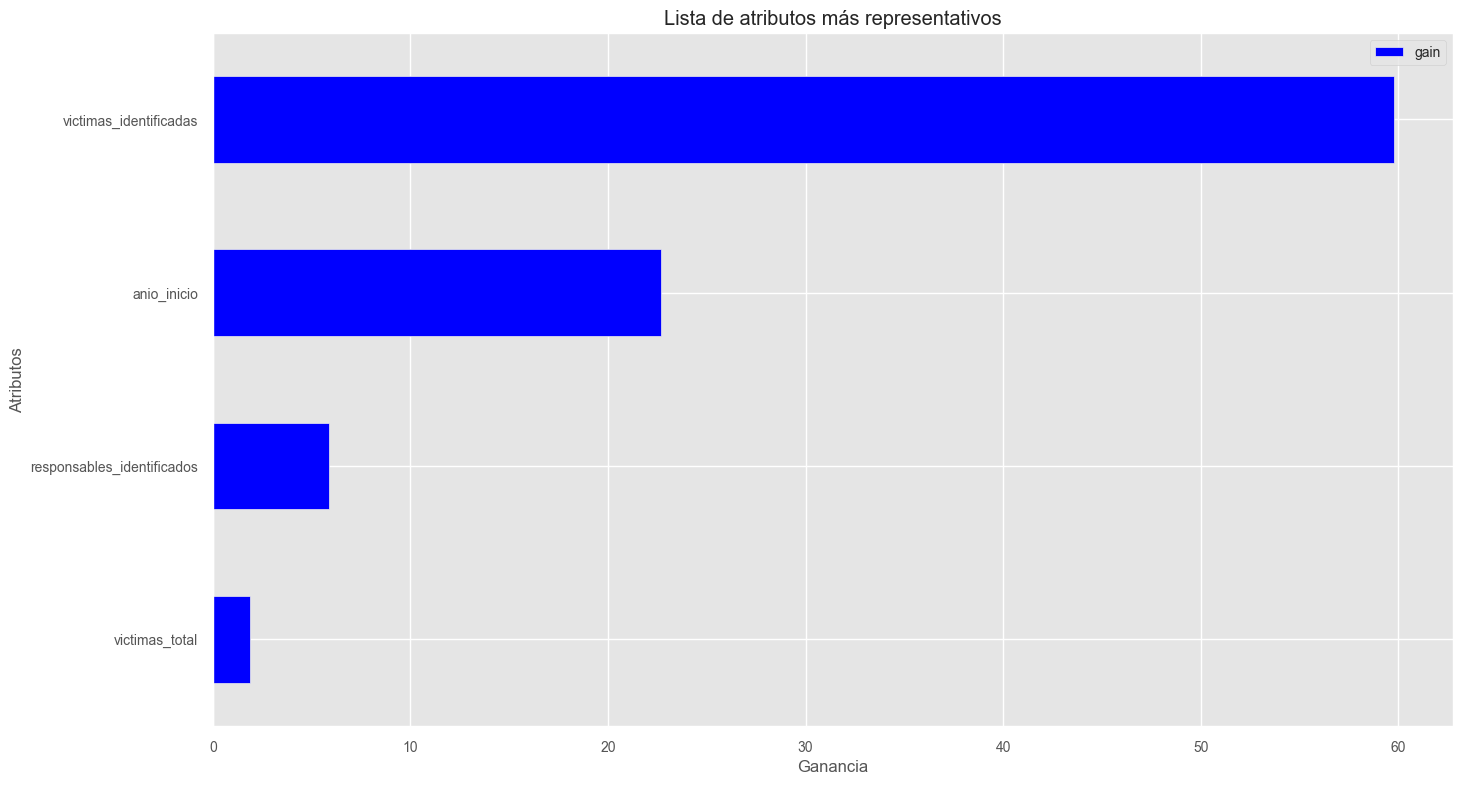 Lista de atributos más representativos
gain
victimas_identificadas
anio_inicio
responsables_identificados
victimas_total
Atributos
0 10 20 30 40 50 60
Ganancia